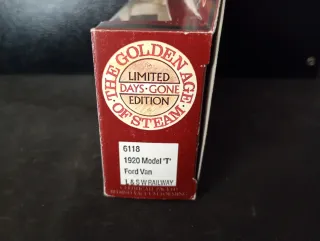 THE GOLDEN AGE
OF STEAM
LIMITED
DAYS·GONE
EDITION
6118
1920 Model 'T'
Ford Van
L & S W RAILWAY